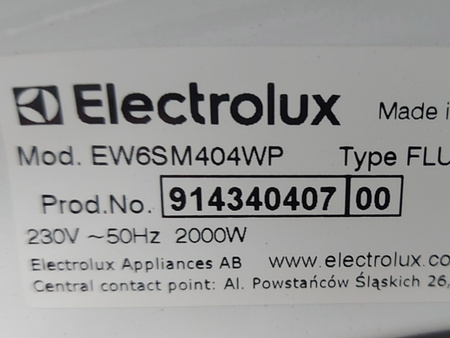 Electrolux Made i
Mod. EW6SM404WP Type FLU
Prod.No. 914340407 00
230V ~50Hz 2000W
Electrolux Appliances AB www.electrolux.co
Central contact point: Al. Powstańców Śląskich 26,